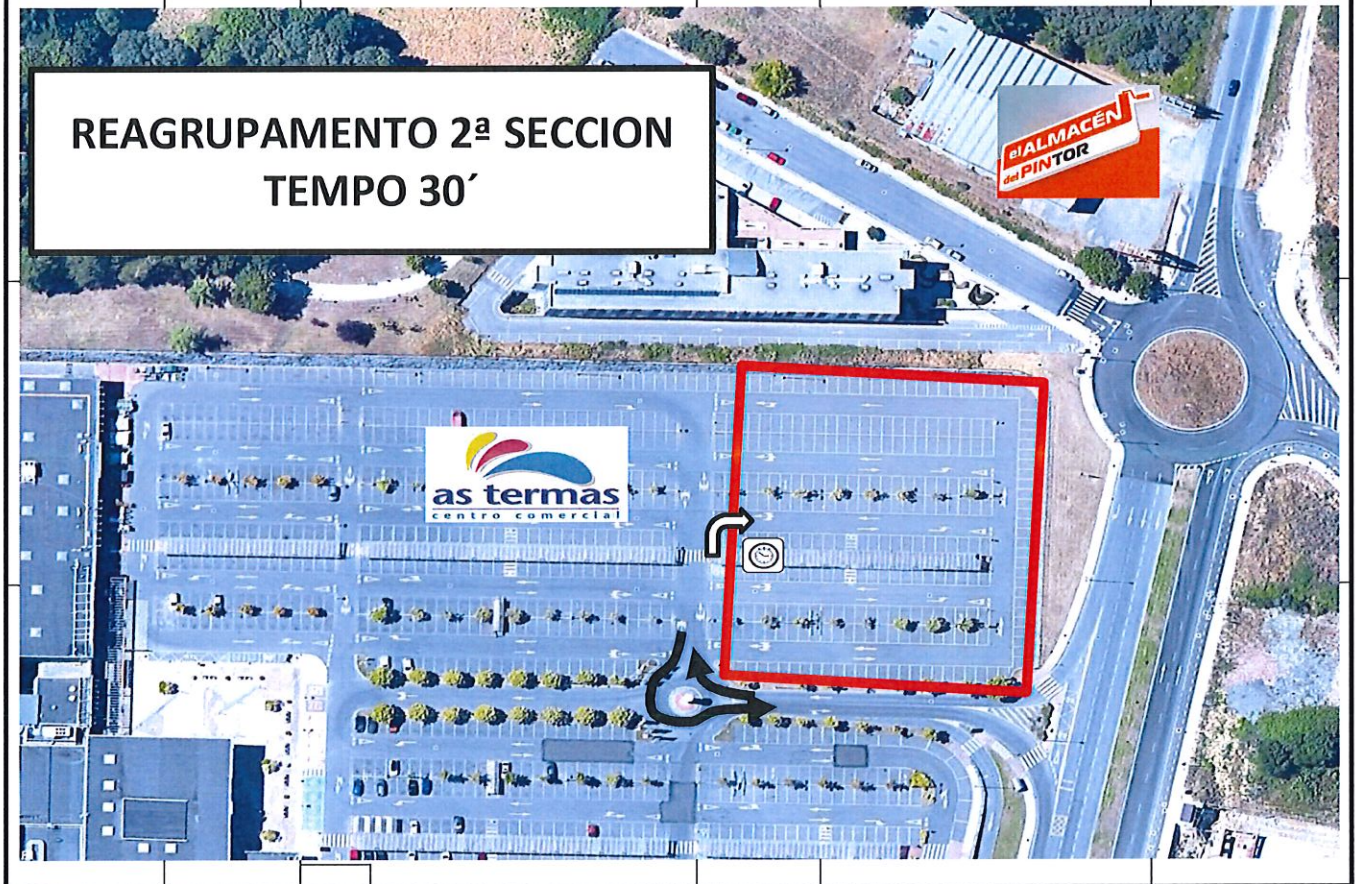 REAGRUPAMENTO 2ª SECCION
TEMPO 30´
el ALMACÉN
del PINTOR
as termas
centro comercial